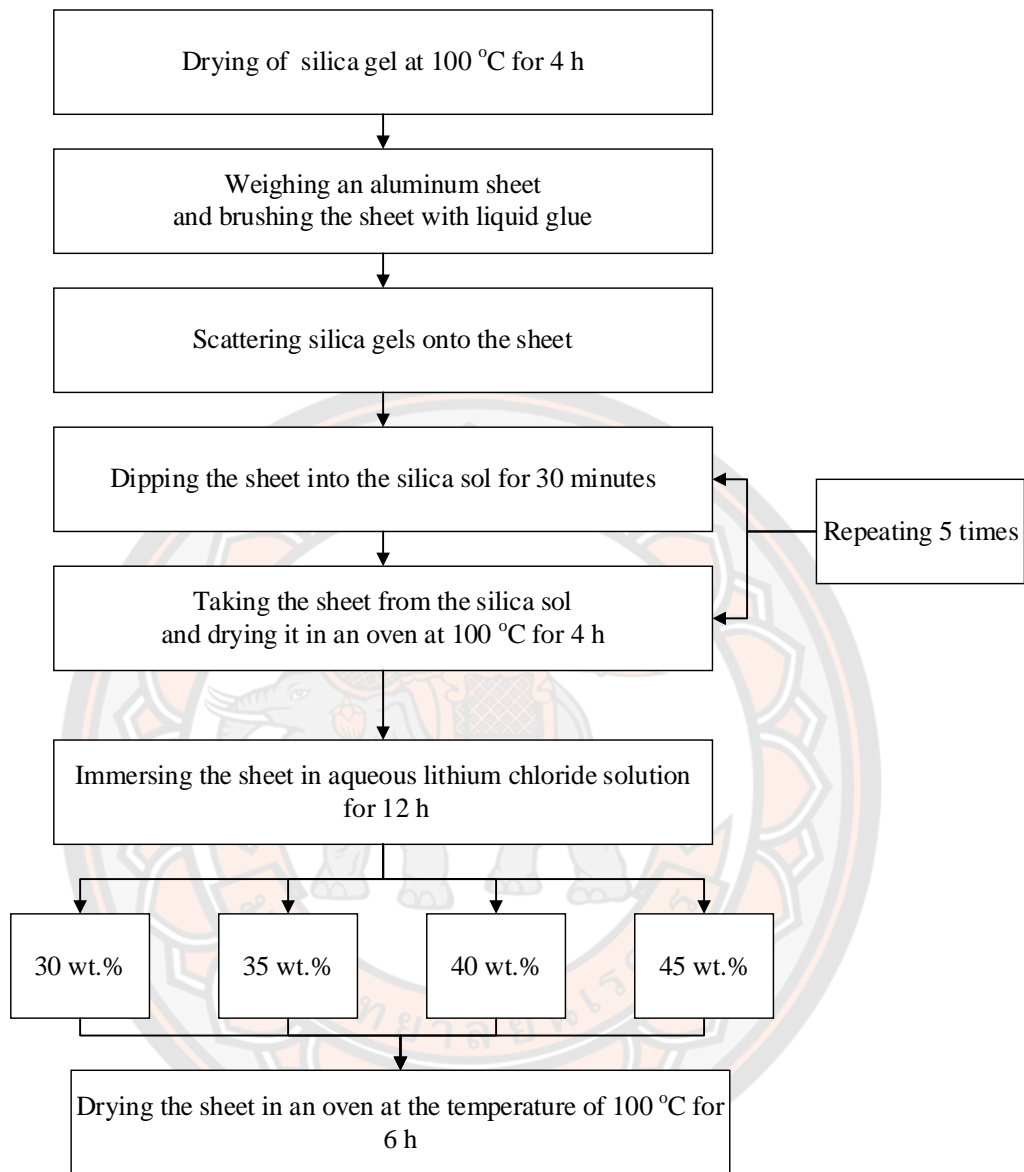 Drying of silica gel at 100 °C for 4 h
Weighing an aluminum sheet
and brushing the sheet with liquid glue
Scattering silica gels onto the sheet
Dipping the sheet into the silica sol for 30 minutes
Repeating 5 times
Taking the sheet from the silica sol
and drying it in an oven at 100 °C for 4 h
Immersing the sheet in aqueous lithium chloride solution
for 12 h
30 wt.%
35 wt.%
40 wt.%
45 wt.%
Drying the sheet in an oven at the temperature of 100 °C for
6 h